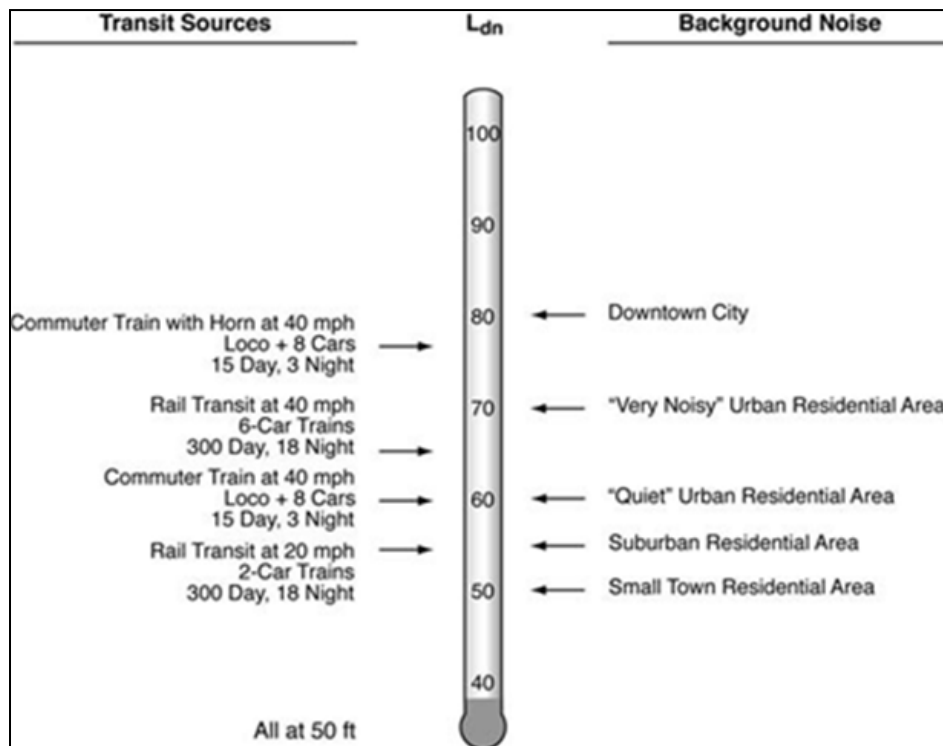 Transit Sources
Ldn
Background Noise
100
90
80
70
60
50
40
Commuter Train with Horn at 40 mph
Loco + 8 Cars
15 Day, 3 Night
Rail Transit at 40 mph
6-Car Trains
300 Day, 18 Night
Commuter Train at 40 mph
Loco + 8 Cars
15 Day, 3 Night
Rail Transit at 20 mph
2-Car Trains
300 Day, 18 Night
All at 50 ft
Downtown City
“Very Noisy” Urban Residential Area
“Quiet” Urban Residential Area
Suburban Residential Area
Small Town Residential Area